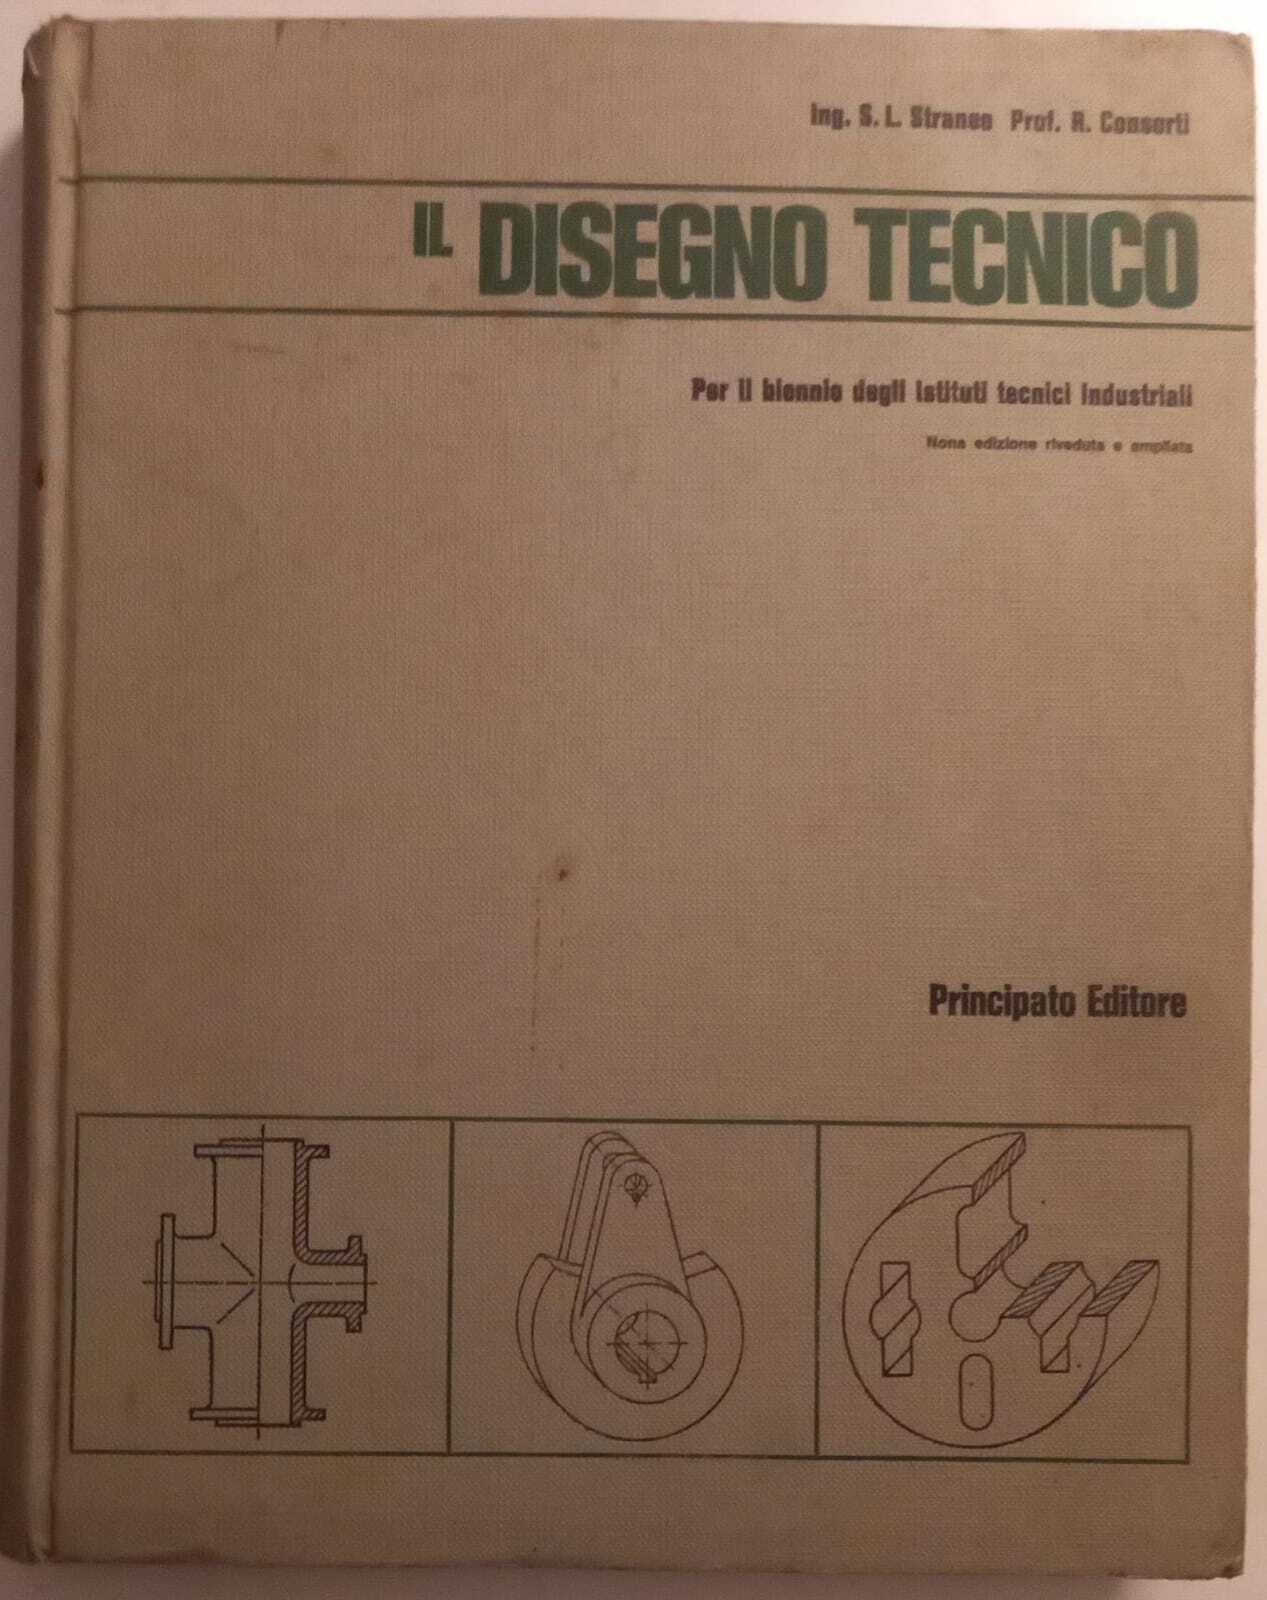 Ing. S. L. Straneo Prof. R. Consorti
IL DISEGNO TECNICO
Per il biennio degli Istituti tecnici industriali
Nona edizione riveduta e ampliata
Principato Editore